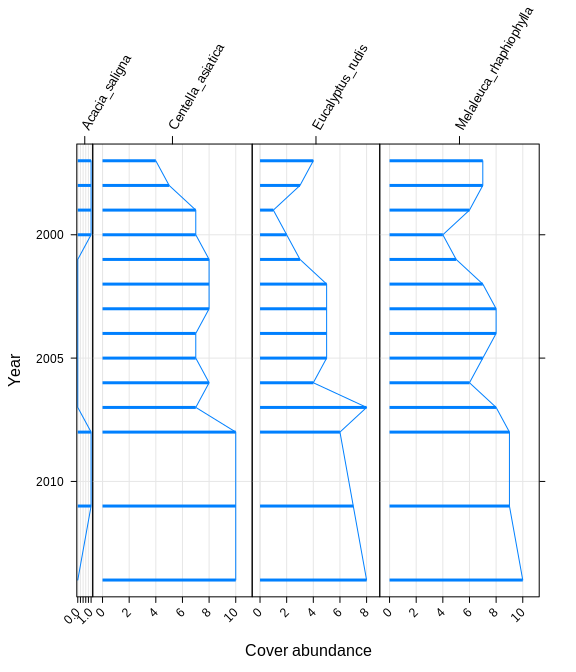 Acacia_saligna
Centella_asiatica
Eucalyptus_rudis
Melaleuca_rhaphiophylla
2000
2005
2010
Year
0.0 1.0 0 2 4 6 8 10 0 2 4 6 8 0 2 4 6 8 10
Cover abundance